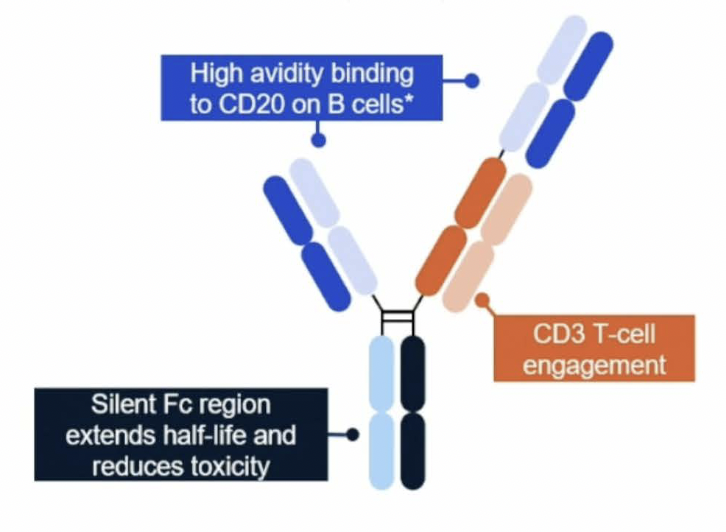 High avidity binding
to CD20 on B cells*
CD3 T-cell
engagement
Silent Fc region
extends half-life and
reduces toxicity